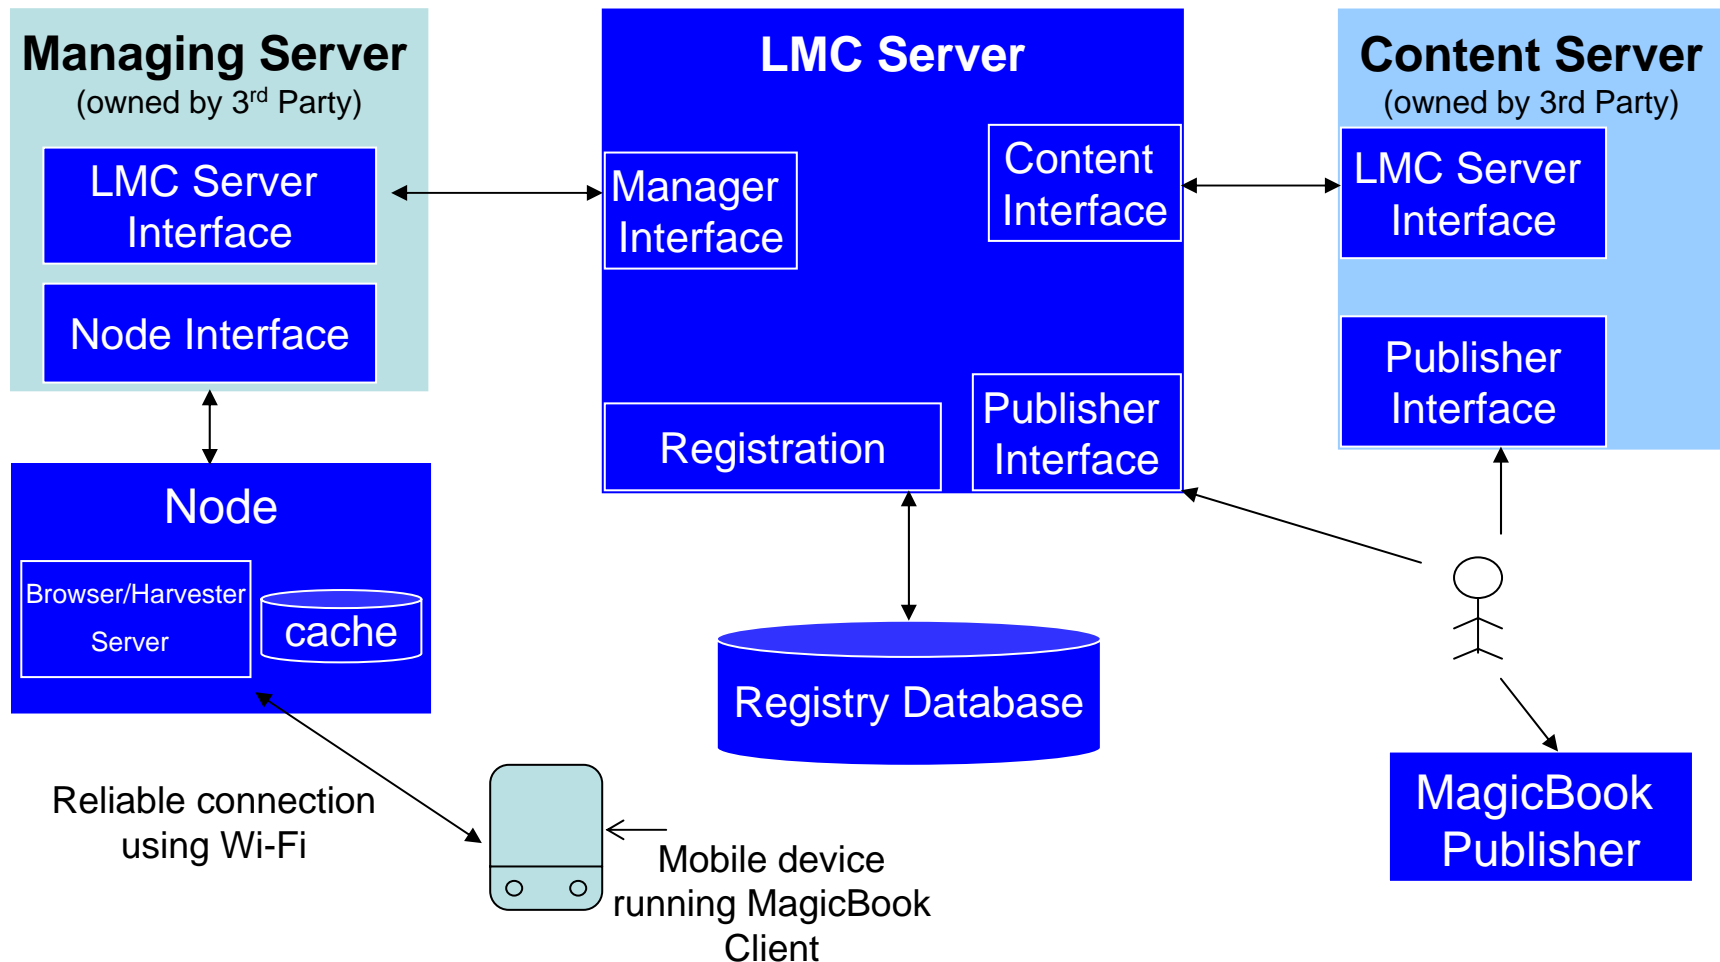 Managing Server
(owned by 3rd Party)
LMC Server
Interface
Node Interface
LMC Server
Manager
Interface
Content
Interface
Registration
Publisher
Interface
Content Server
(owned by 3rd Party)
LMC Server
Interface
Publisher
Interface
Node
Browser/Harvester
Server
cache
Registry Database
Reliable connection
using Wi-Fi
Mobile device
running MagicBook
Client
MagicBook
Publisher